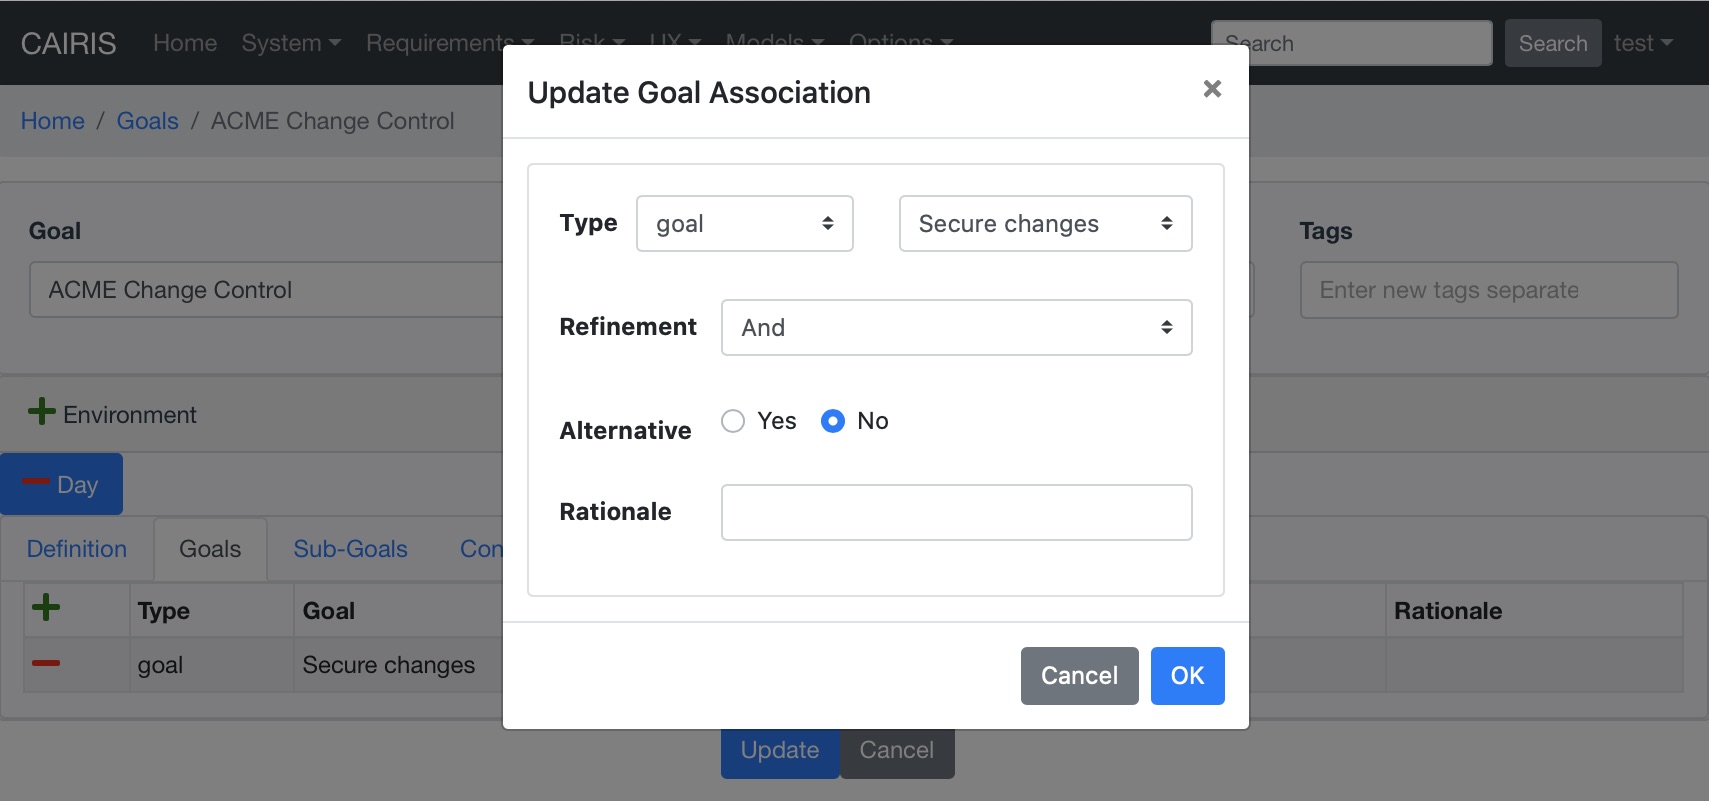 CAIRIS Home System Requirements Risk UX Models Options Search Search test
Home / Goals / ACME Change Control
Update Goal Association
Type goal Secure changes
Refinement And
Alternative Yes No
Rationale
Cancel OK
Goal Tags
ACME Change Control Enter new tags separate
Environment
Day
Definition Goals Sub-Goals Con
Type Goal Rationale
goal Secure changes
Update Cancel